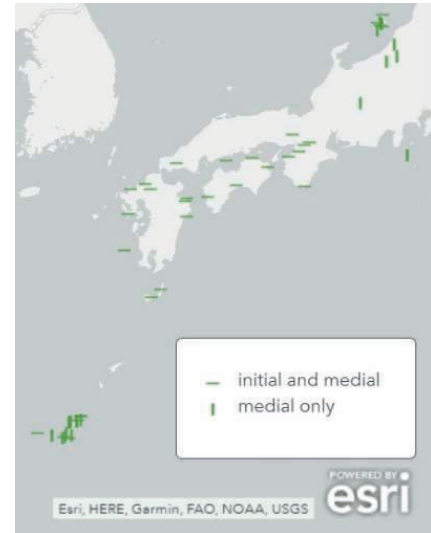 initial and medial
medial only
POWERED BY
esri
Esri, HERE, Garmin, FAO, NOAA, USGS